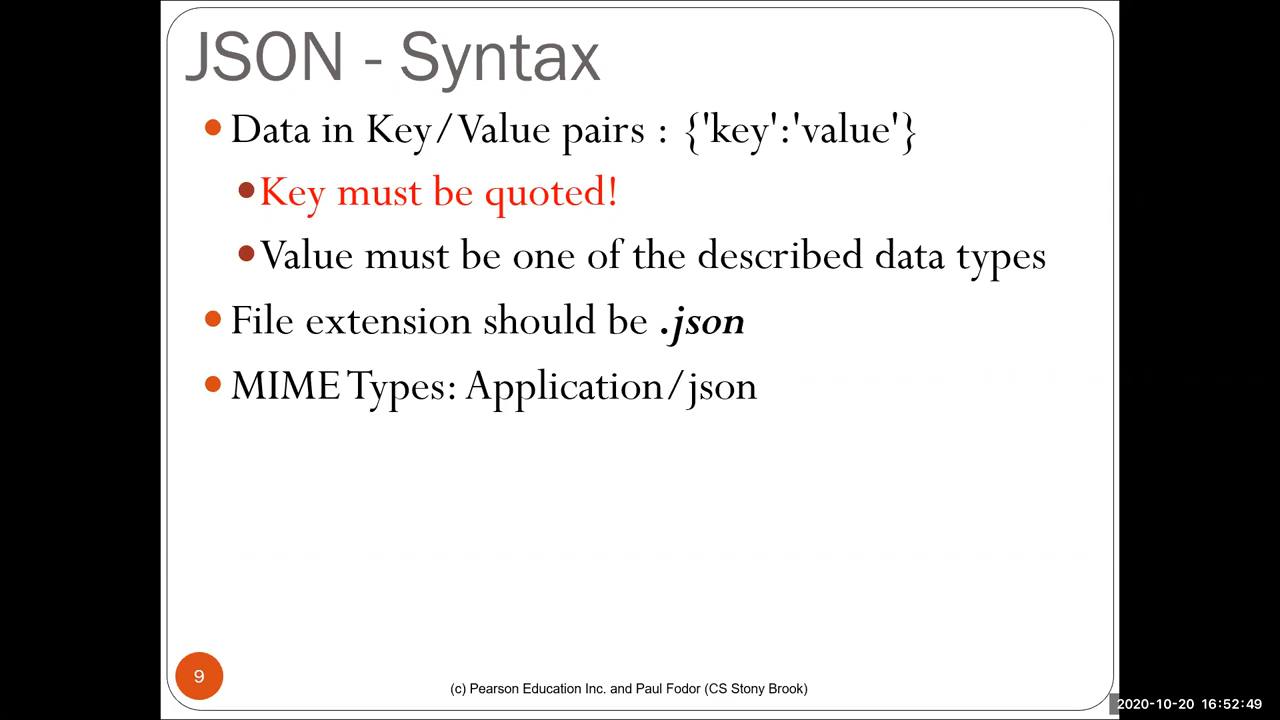 JSON - Syntax
Data in Key/Value pairs : {'key':'value'}
Key must be quoted!
Value must be one of the described data types
File extension should be .json
MIME Types: Application/json
9
(c) Pearson Education Inc. and Paul Fodor (CS Stony Brook)
2020-10-20 16:52:49